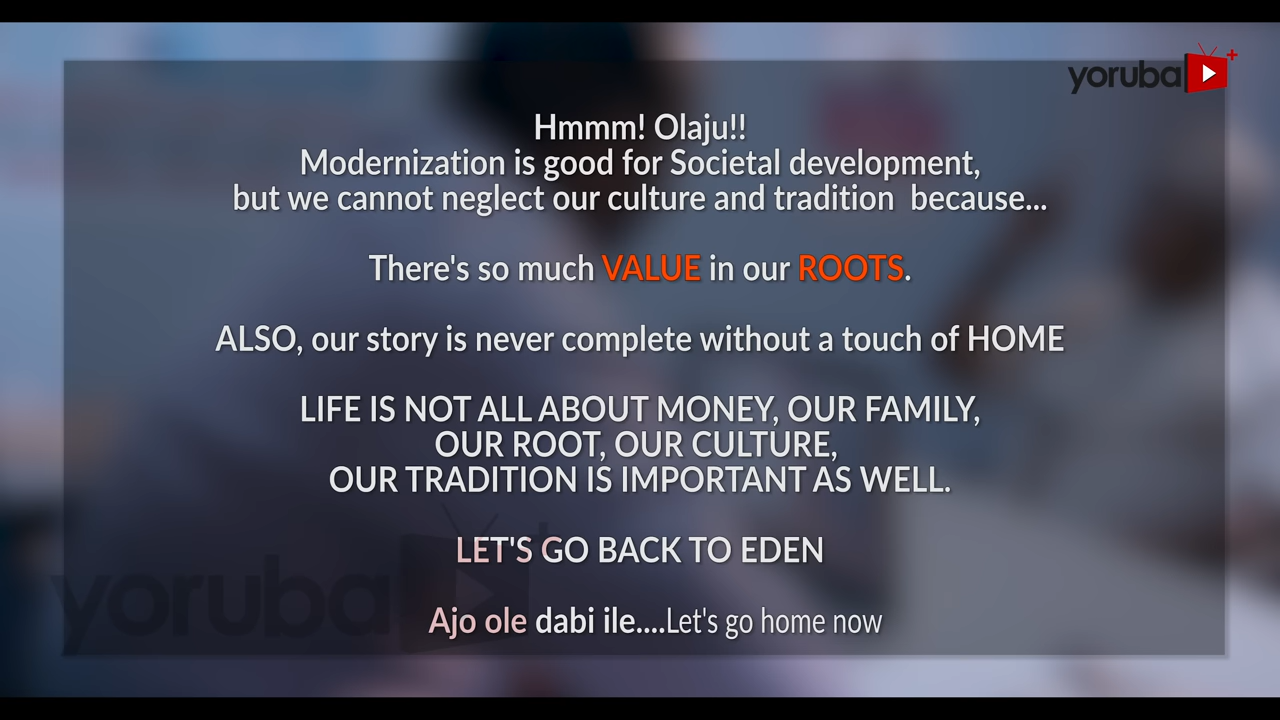 yoruba +
Hmmm! Olaju!!
Modernization is good for Societal development,
but we cannot neglect our culture and tradition because...
There's so much VALUE in our ROOTS.
ALSO, our story is never complete without a touch of HOME
LIFE IS NOT ALL ABOUT MONEY, OUR FAMILY,
OUR ROOT, OUR CULTURE,
OUR TRADITION IS IMPORTANT AS WELL.
LET'S GO BACK TO EDEN
yoruba +
Ajo ole dabi ile....Let's go home now